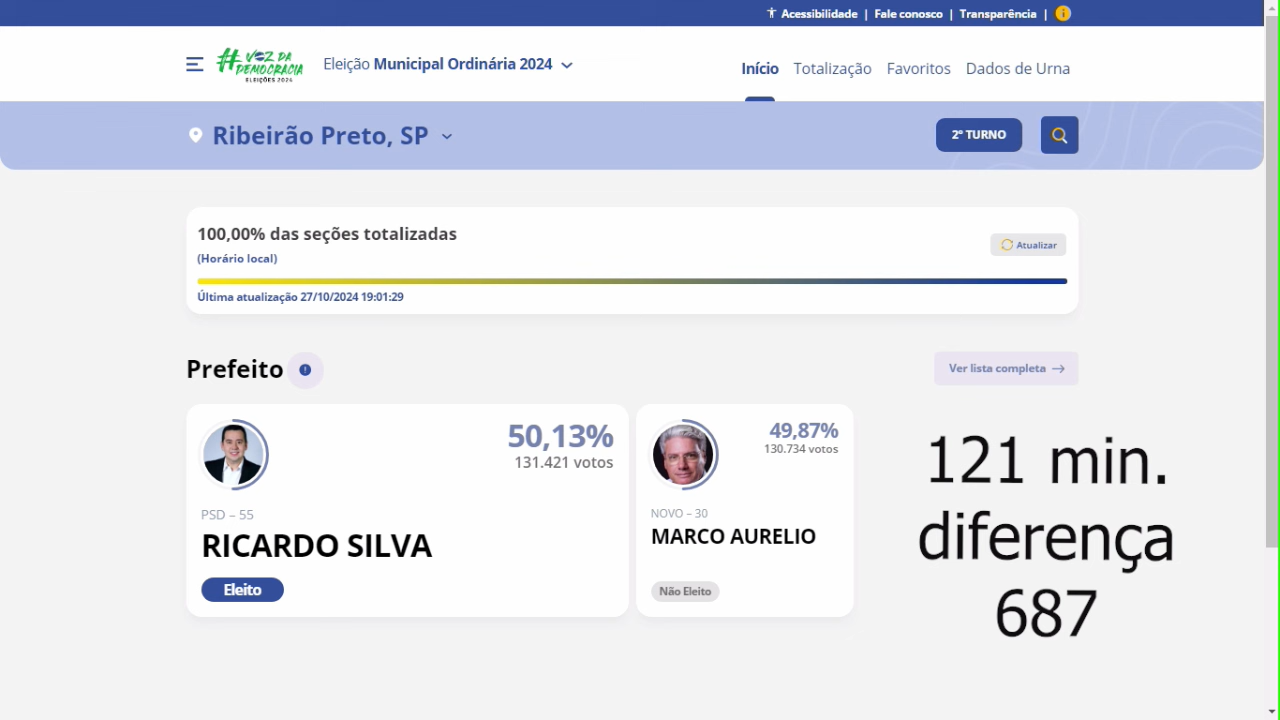 Acessibilidade | Fale conosco | Transparência |
#VOZ DA DEMOCRACIA
ELEIÇÕES 2024
Eleição Municipal Ordinária 2024
Início Totalização Favoritos Dados de Urna
Ribeirão Preto, SP
2º TURNO
100,00% das seções totalizadas
(Horário local)
Atualizar
Última atualização 27/10/2024 19:01:29
Prefeito
Ver lista completa →
50,13%
131.421 votos
PSD – 55
RICARDO SILVA
Eleito
49,87%
130.734 votos
NOVO – 30
MARCO AURELIO
Não Eleito
121 min.
diferença
687